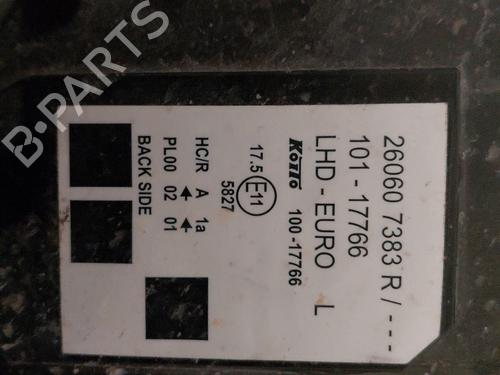 B-PARTS
26060 7383 R / - - -
101 - 17766
LHD - EURO L
KOITO 100 -17766
17.5 E11
5827
HC/R A 1a
PL00 02 01
BACK SIDE